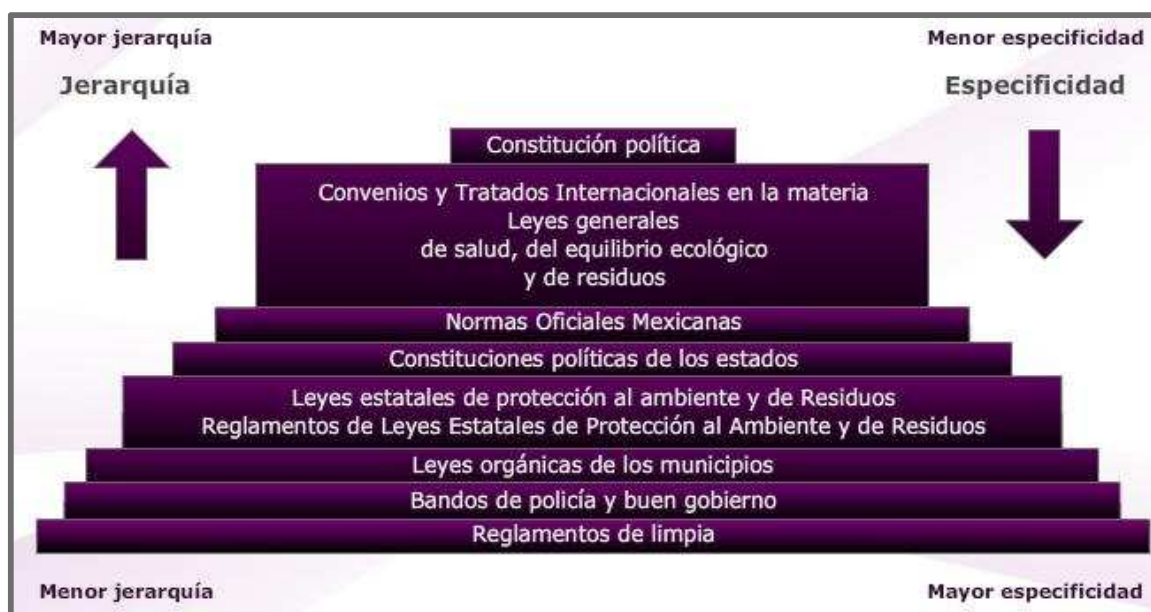 Mayor jerarquía
Menor especificidad
Jerarquía
Especificidad
Constitución política
Convenios y Tratados Internacionales en la materia
Leyes generales
de salud, del equilibrio ecológico
y de residuos
Normas Oficiales Mexicanas
Constituciones políticas de los estados
Leyes estatales de protección al ambiente y de Residuos
Reglamentos de Leyes Estatales de Protección al Ambiente y de Residuos
Leyes orgánicas de los municipios
Bandos de policía y buen gobierno
Reglamentos de limpia
Menor jerarquía
Mayor especificidad